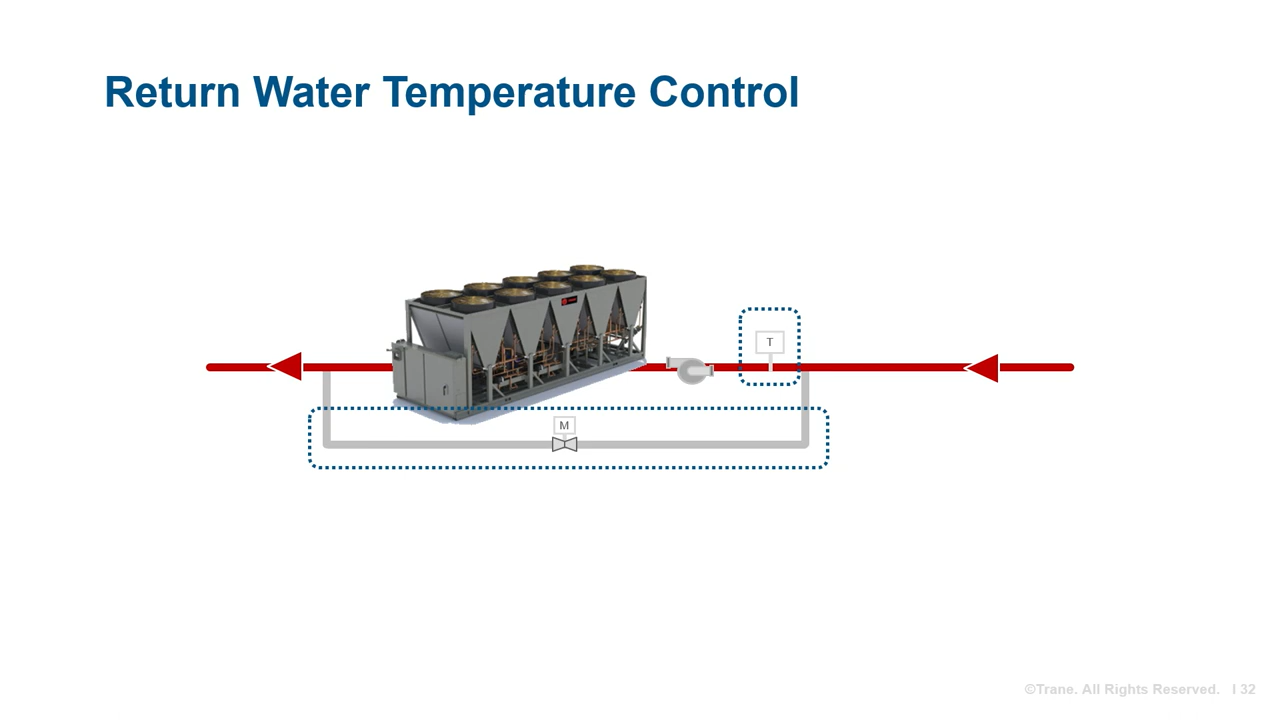 Return Water Temperature Control
T
M
©Trane. All Rights Reserved. I 32